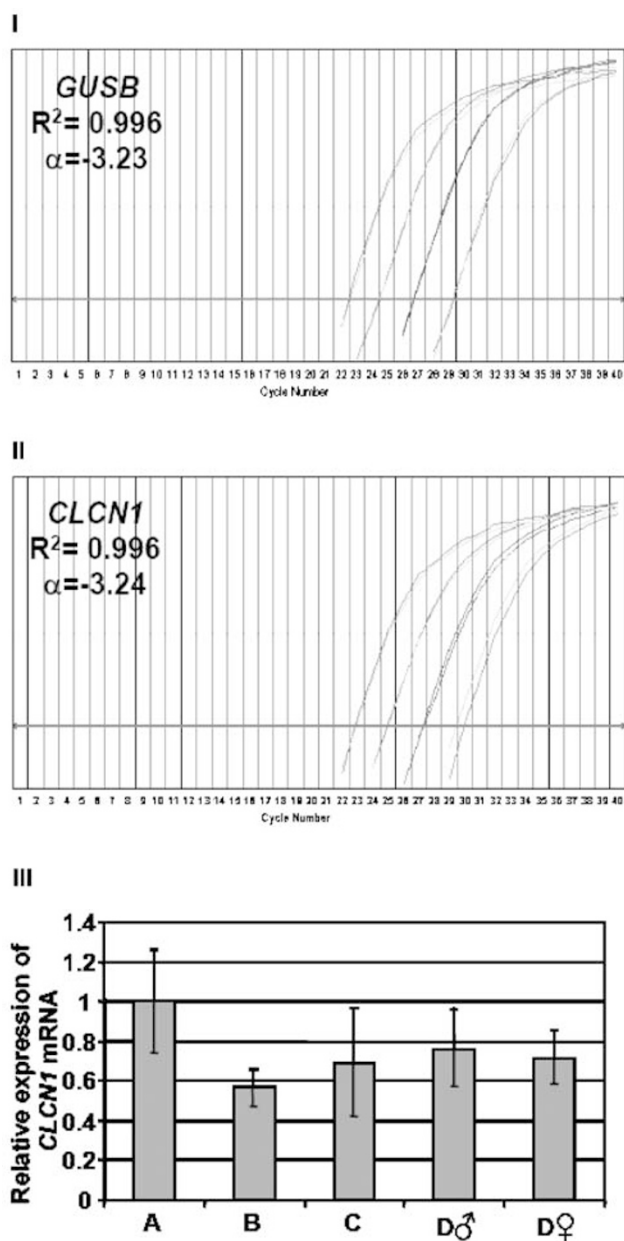 I
GUSB
R²= 0.996
α=-3.23
1 2 3 4 5 6 7 8 9 10 11 12 13 14 15 16 17 18 19 20 21 22 23 24 25 26 27 28 29 30 31 32 33 34 35 36 37 38 39 40
Cycle Number
II
CLCN1
R²= 0.996
α=-3.24
1 2 3 4 5 6 7 8 9 10 11 12 13 14 15 16 17 18 19 20 21 22 23 24 25 26 27 28 29 30 31 32 33 34 35 36 37 38 39 40
Cycle Number
III
Relative expression of
CLCN1 mRNA
1.4
1.2
1
0.8
0.6
0.4
0.2
0
A B C D♂ D♀